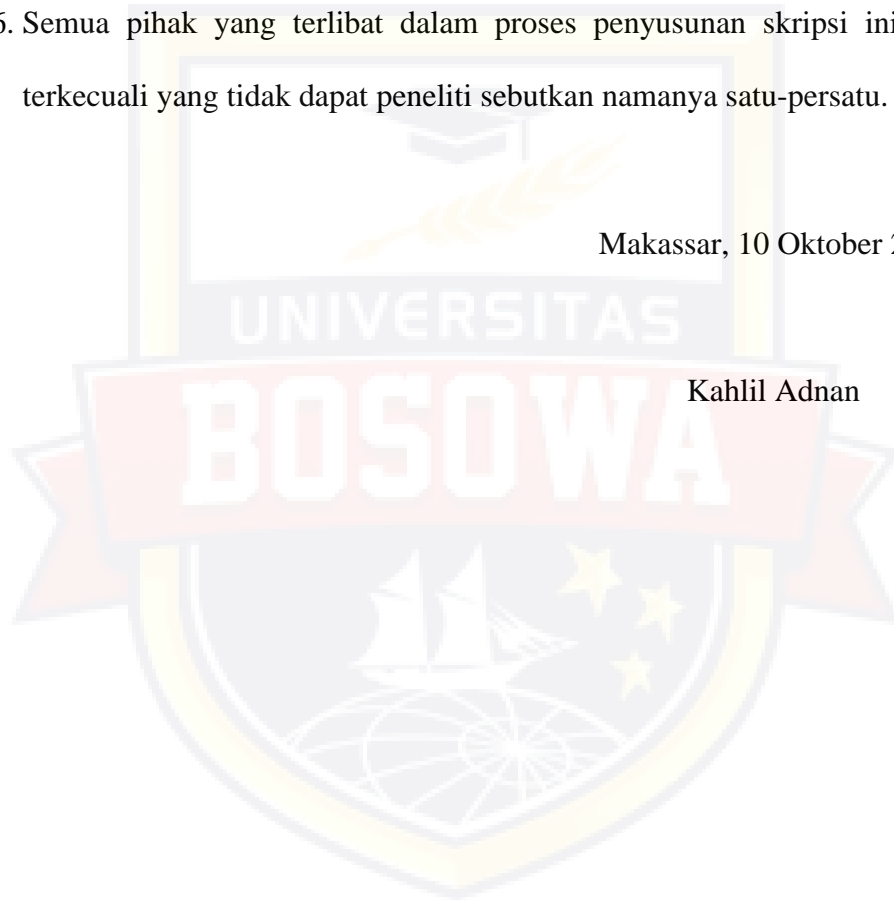 6. Semua pihak yang terlibat dalam proses penyusunan skripsi ini
terkecuali yang tidak dapat peneliti sebutkan namanya satu-persatu.
Makassar, 10 Oktober
UNIVERSITAS
Kahlil Adnan
BOSOWA